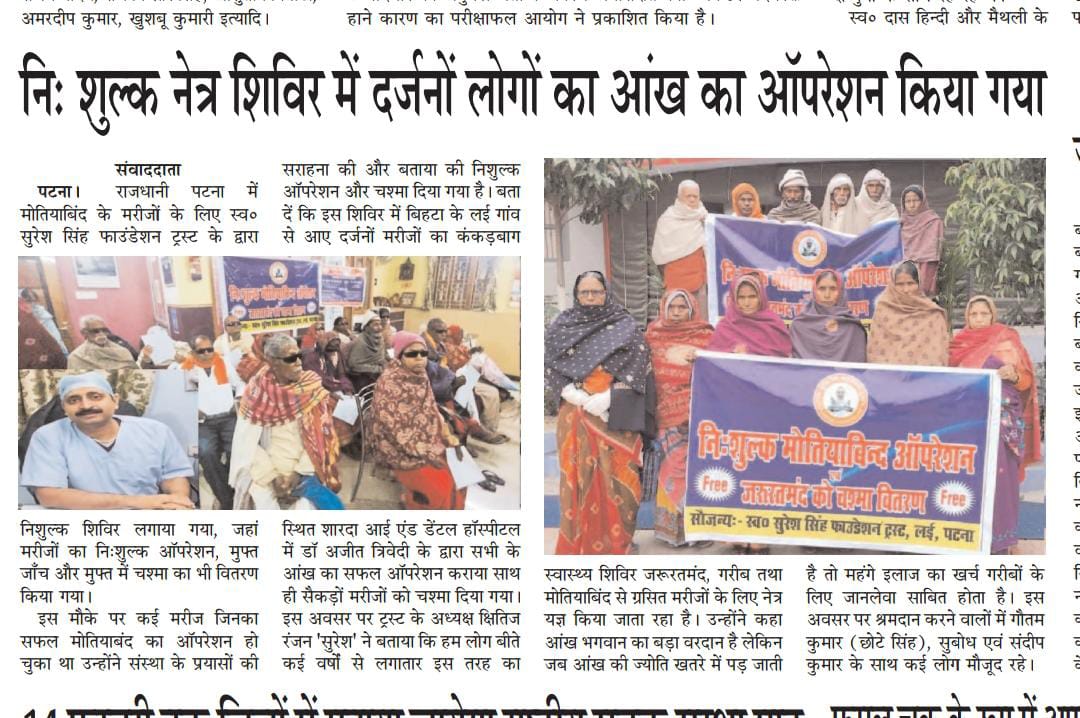 अमरदीप कुमार, खुशबू कुमारी इत्यादि।
हाने कारण का परीक्षाफल आयोग ने प्रकाशित किया है।
स्व० दास हिन्दी और मैथली के
निः शुल्क नेत्र शिविर में दर्जनों लोगों का आंख का ऑपरेशन किया गया
संवाददाता
पटना। राजधानी पटना में
मोतियाबिंद के मरीजों के लिए स्व०
सुरेश सिंह फाउंडेशन ट्रस्ट के द्वारा
निशुल्क शिविर लगाया गया, जहां
मरीजों का नि:शुल्क ऑपरेशन, मुफ्त
जाँच और मुफ्त में चश्मा का भी वितरण
किया गया।
इस मौके पर कई मरीज जिनका
सफल मोतियाबंद का ऑपरेशन हो
चुका था उन्होंने संस्था के प्रयासों की
सराहना की और बताया की निशुल्क
ऑपरेशन और चश्मा दिया गया है। बता
दें कि इस शिविर में बिहटा के लई गांव
से आए दर्जनों मरीजों का कंकड़बाग
स्थित शारदा आई एंड डेंटल हॉस्पीटल
में डॉ अजीत त्रिवेदी के द्वारा सभी के
आंख का सफल ऑपरेशन कराया साथ
ही सैकड़ों मरीजों को चश्मा दिया गया।
इस अवसर पर ट्रस्ट के अध्यक्ष क्षितिज
रंजन 'सुरेश' ने बताया कि हम लोग बीते
कई वर्षों से लगातार इस तरह का
नि:शुल्क मोतियाबिन्द ऑपरेशन
एवं
जरूरतमंद को चश्मा वितरण
Free
Free
सौजन्य:- स्व० सुरेश सिंह फाउंडेशन ट्रस्ट, लई, पटना
स्वास्थ्य शिविर जरूरतमंद, गरीब तथा
मोतियाबिंद से ग्रसित मरीजों के लिए नेत्र
यज्ञ किया जाता रहा है। उन्होंने कहा
आंख भगवान का बड़ा वरदान है लेकिन
जब आंख की ज्योति खतरे में पड़ जाती
है तो महंगे इलाज का खर्च गरीबों के
लिए जानलेवा साबित होता है। इस
अवसर पर श्रमदान करने वालों में गौतम
कुमार (छोटे सिंह), सुबोध एवं संदीप
कुमार के साथ कई लोग मौजूद रहे।